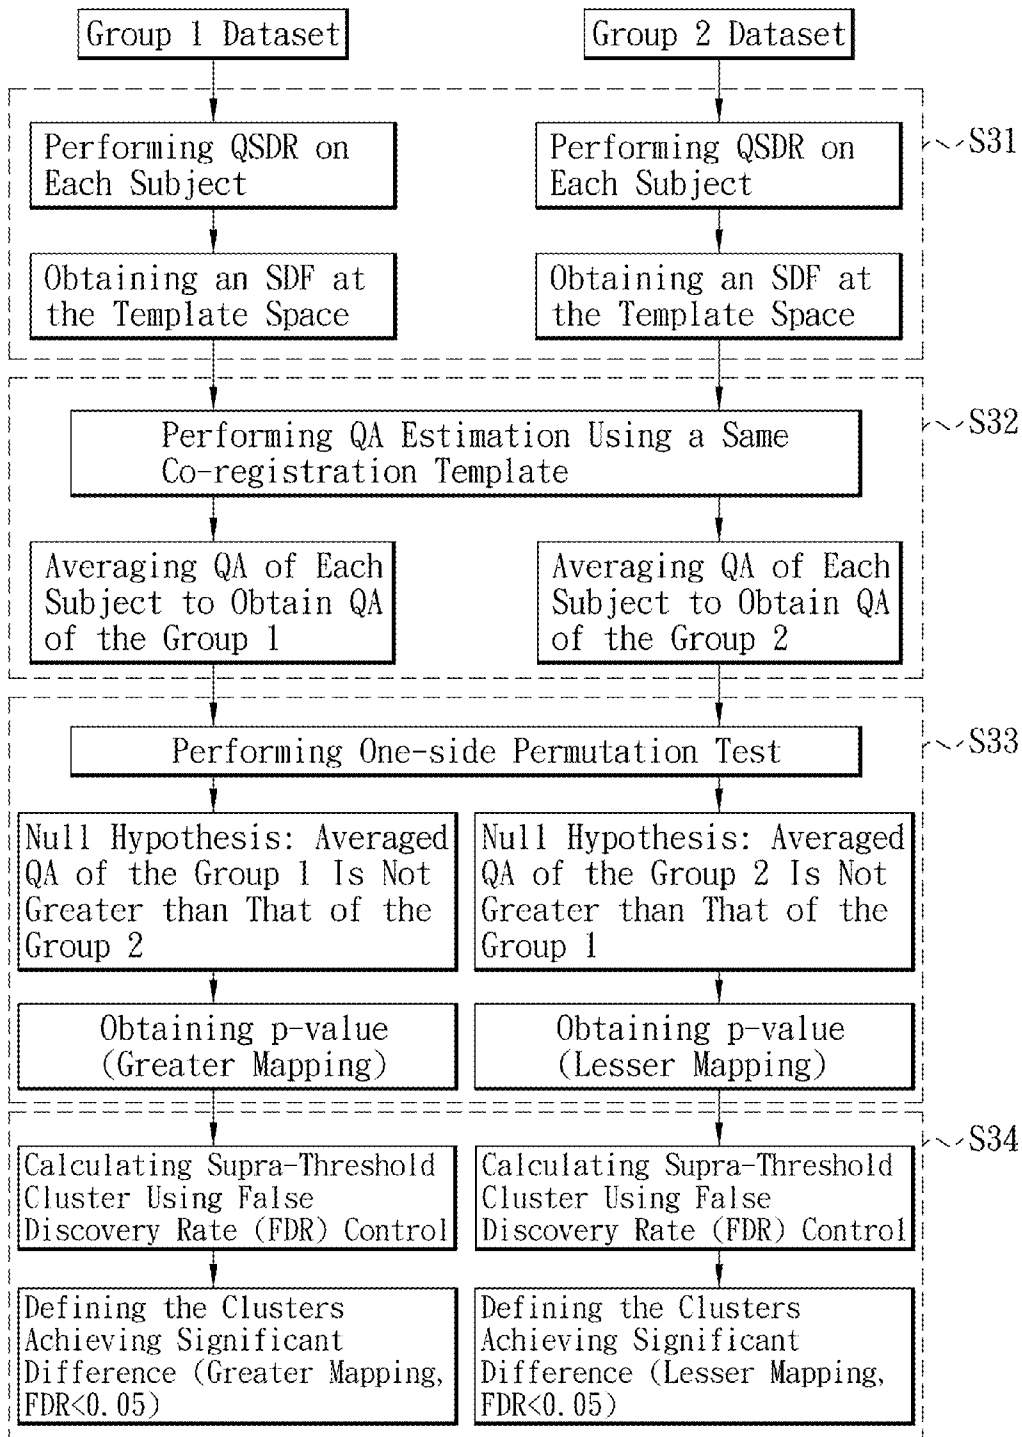 Group 1 Dataset
Group 2 Dataset
Performing QSDR on
Each Subject
Performing QSDR on
Each Subject
S31
Obtaining an SDF at
the Template Space
Obtaining an SDF at
the Template Space
Performing QA Estimation Using a Same
Co-registration Template
S32
Averaging QA of Each
Subject to Obtain QA
of the Group 1
Averaging QA of Each
Subject to Obtain QA
of the Group 2
Performing One-side Permutation Test
S33
Null Hypothesis: Averaged
QA of the Group 1 Is Not
Greater than That of the
Group 2
Null Hypothesis: Averaged
QA of the Group 2 Is Not
Greater than That of the
Group 1
Obtaining p-value
(Greater Mapping)
Obtaining p-value
(Lesser Mapping)
S34
Calculating Supra-Threshold
Cluster Using False
Discovery Rate (FDR) Control
Calculating Supra-Threshold
Cluster Using False
Discovery Rate (FDR) Control
Defining the Clusters
Achieving Significant
Difference (Greater Mapping,
FDR<0.05)
Defining the Clusters
Achieving Significant
Difference (Lesser Mapping,
FDR<0.05)